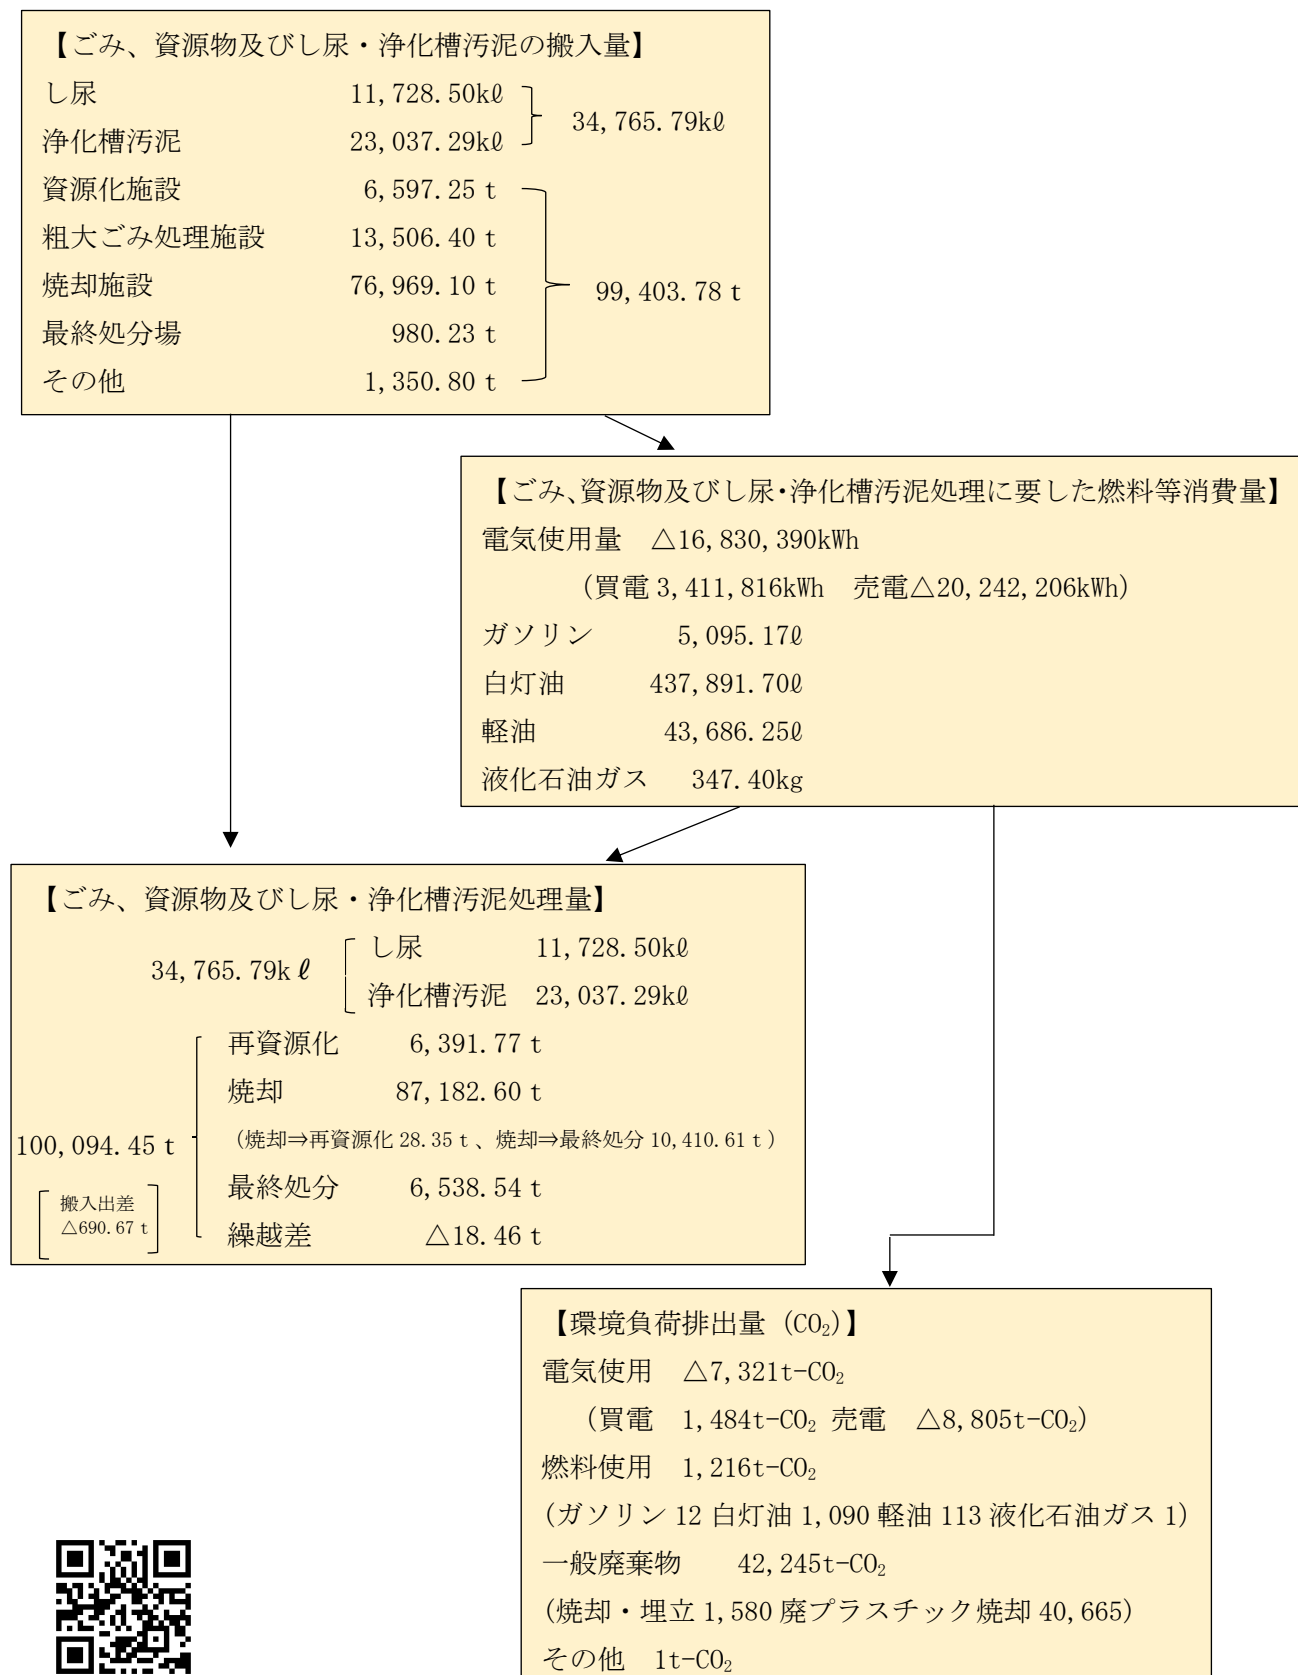 【ごみ、資源物及びし尿・浄化槽汚泥の搬入量】
し尿 11,728.50kℓ
浄化槽汚泥 23,037.29kℓ
34,765.79kℓ
資源化施設 6,597.25ｔ
粗大ごみ処理施設 13,506.40ｔ
焼却施設 76,969.10ｔ
最終処分場 980.23ｔ
その他 1,350.80ｔ
99,403.78ｔ
【ごみ、資源物及びし尿・浄化槽汚泥処理に要した燃料等消費量】
電気使用量 △16,830,390kWh
（買電 3,411,816kWh 売電△20,242,206kWh）
ガソリン 5,095.17ℓ
白灯油 437,891.70ℓ
軽油 43,686.25ℓ
液化石油ガス 347.40kg
【ごみ、資源物及びし尿・浄化槽汚泥処理量】
34,765.79kℓ
し尿 11,728.50kℓ
浄化槽汚泥 23,037.29kℓ
100,094.45ｔ
搬入出差
△690.67ｔ
再資源化 6,391.77ｔ
焼却 87,182.60ｔ
（焼却⇒再資源化 28.35ｔ、焼却⇒最終処分 10,410.61ｔ）
最終処分 6,538.54ｔ
繰越差 △18.46ｔ
【環境負荷排出量（CO₂）】
電気使用 △7,321t-CO₂
（買電 1,484t-CO₂ 売電 △8,805t-CO₂）
燃料使用 1,216t-CO₂
（ガソリン 12 白灯油 1,090 軽油 113 液化石油ガス 1）
一般廃棄物 42,245t-CO₂
（焼却・埋立 1,580 廃プラスチック焼却 40,665）
その他 1t-CO₂